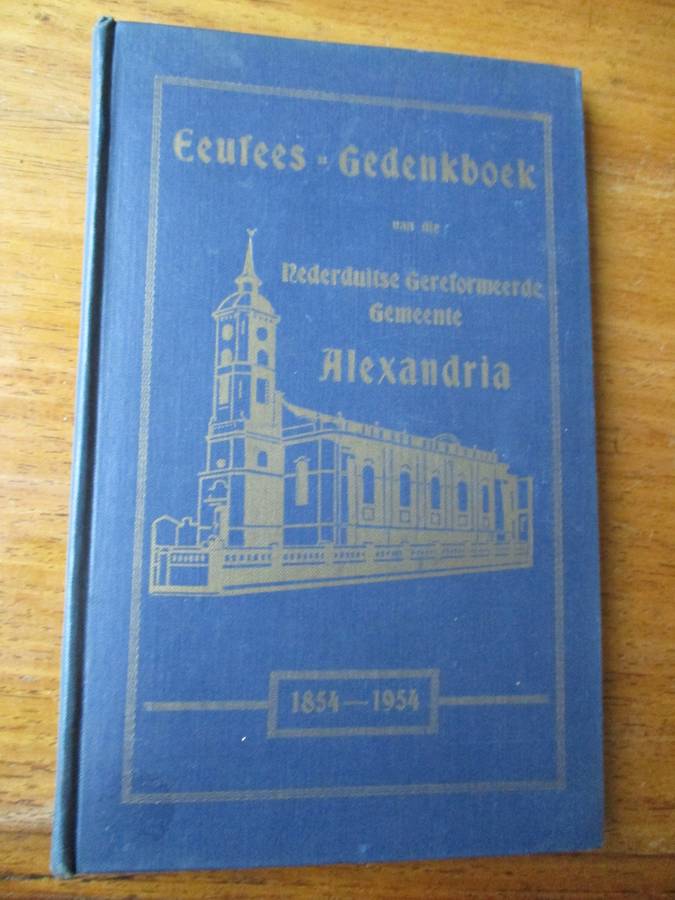 Eeufees - Gedenkboek
van die
Nederduitse Gereformeerde
Gemeente
Alexandria
1854 — 1954